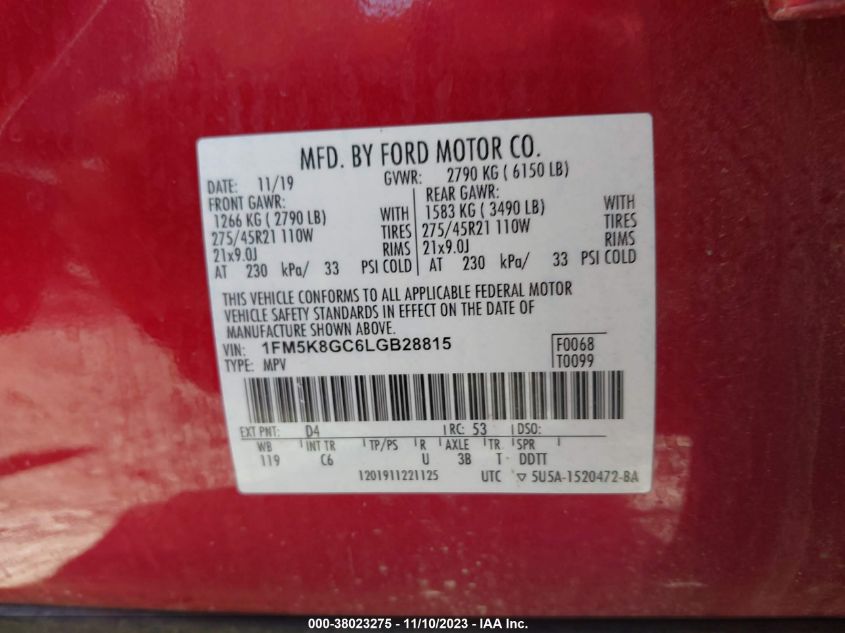 MFD. BY FORD MOTOR CO.
DATE: 11/19 GVWR: 2790 KG ( 6150 LB)
FRONT GAWR: REAR GAWR:
1266 KG ( 2790 LB) WITH 1583 KG ( 3490 LB) WITH
275/45R21 110W TIRES 275/45R21 110W TIRES
21x9.0J RIMS 21x9.0J RIMS
AT 230 kPa/ 33 PSI COLD AT 230 kPa/ 33 PSI COLD
THIS VEHICLE CONFORMS TO ALL APPLICABLE FEDERAL MOTOR
VEHICLE SAFETY STANDARDS IN EFFECT ON THE DATE OF
MANUFACTURE SHOWN ABOVE.
VIN: 1FM5K8GC6LGB28815 F0068
TYPE: MPV T0099
EXT PNT: D4 RC: 53 DSO:
WB INT TR TP/PS R AXLE TR SPR
119 C6 U 3B T DDTT
1201911221125 UTC ▽ 5U5A-1520472-BA
000-38023275 - 11/10/2023 - IAA Inc.